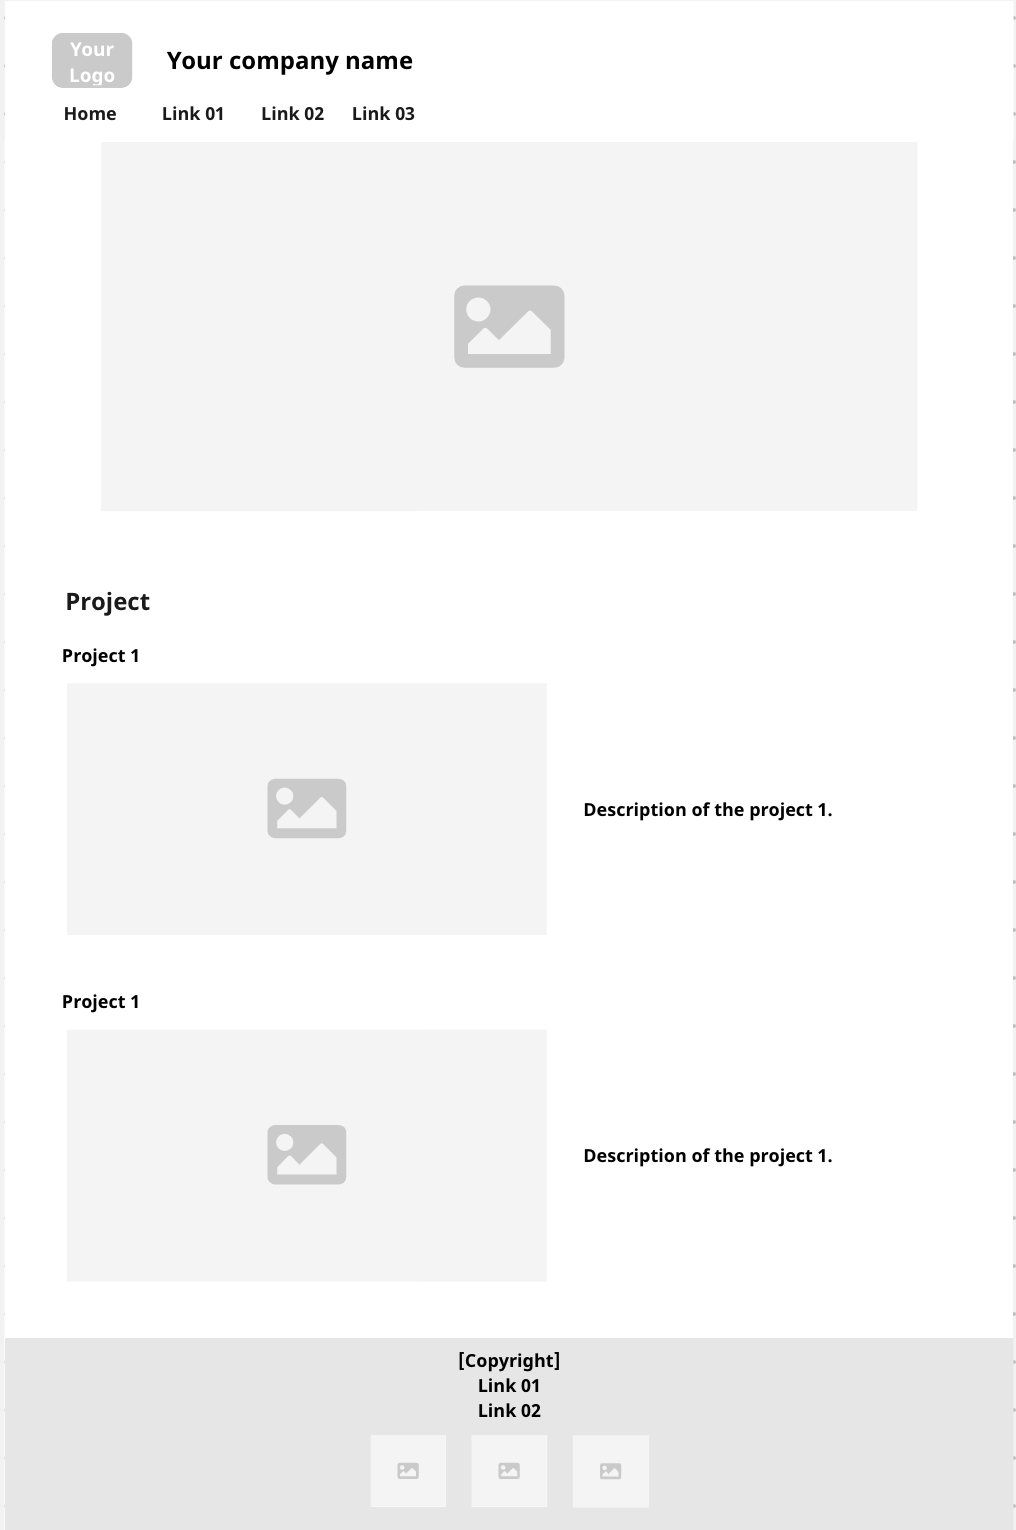 Your
Logo
Your company name
Home Link 01 Link 02 Link 03
Project
Project 1
Description of the project 1.
Project 1
Description of the project 1.
[Copyright]
Link 01
Link 02